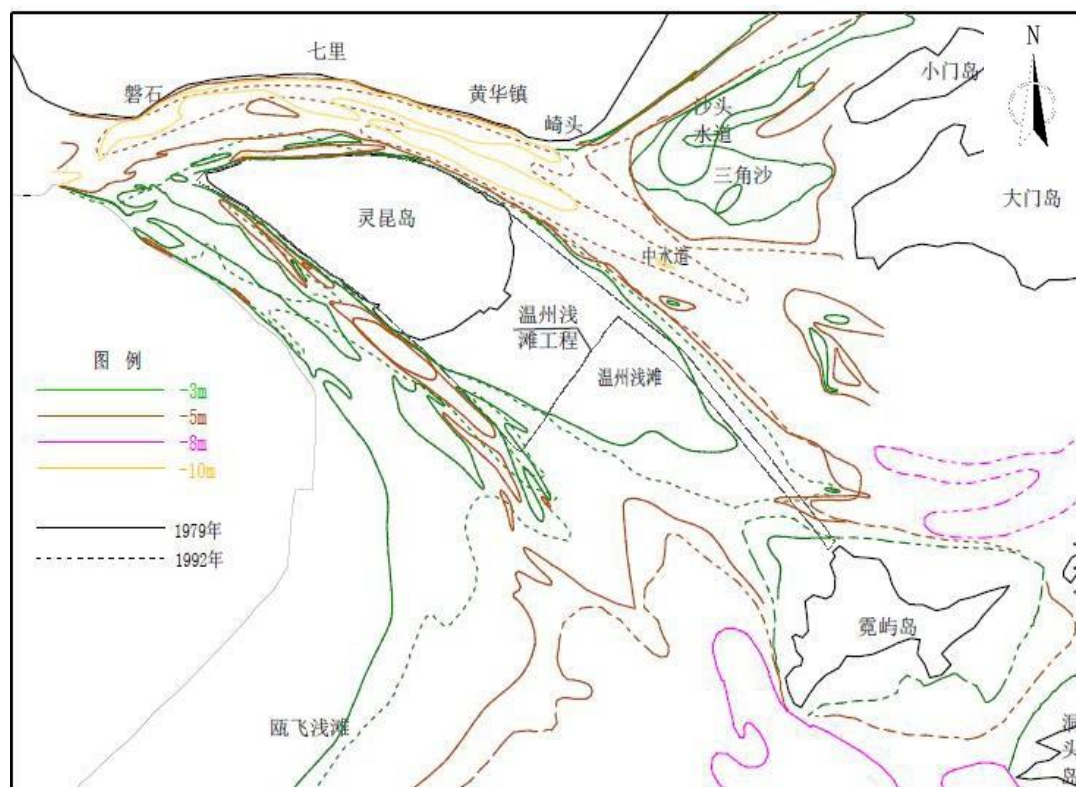 七里
磐石
黄华镇
崎头
沙头
水道
三角沙
小门岛
N
大门岛
灵昆岛
中水道
温州浅
滩工程
温州浅滩
图 例
-3m
-5m
-8m
-10m
1979年
1992年
霓屿岛
瓯飞浅滩
洞
头
岛